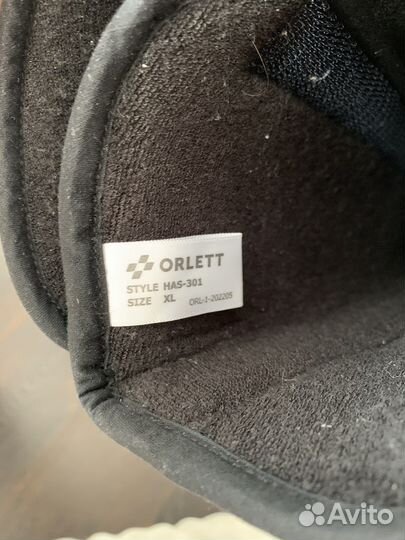 ORLETT
STYLE HAS-301
SIZE XL ORL-1-202205
Avito